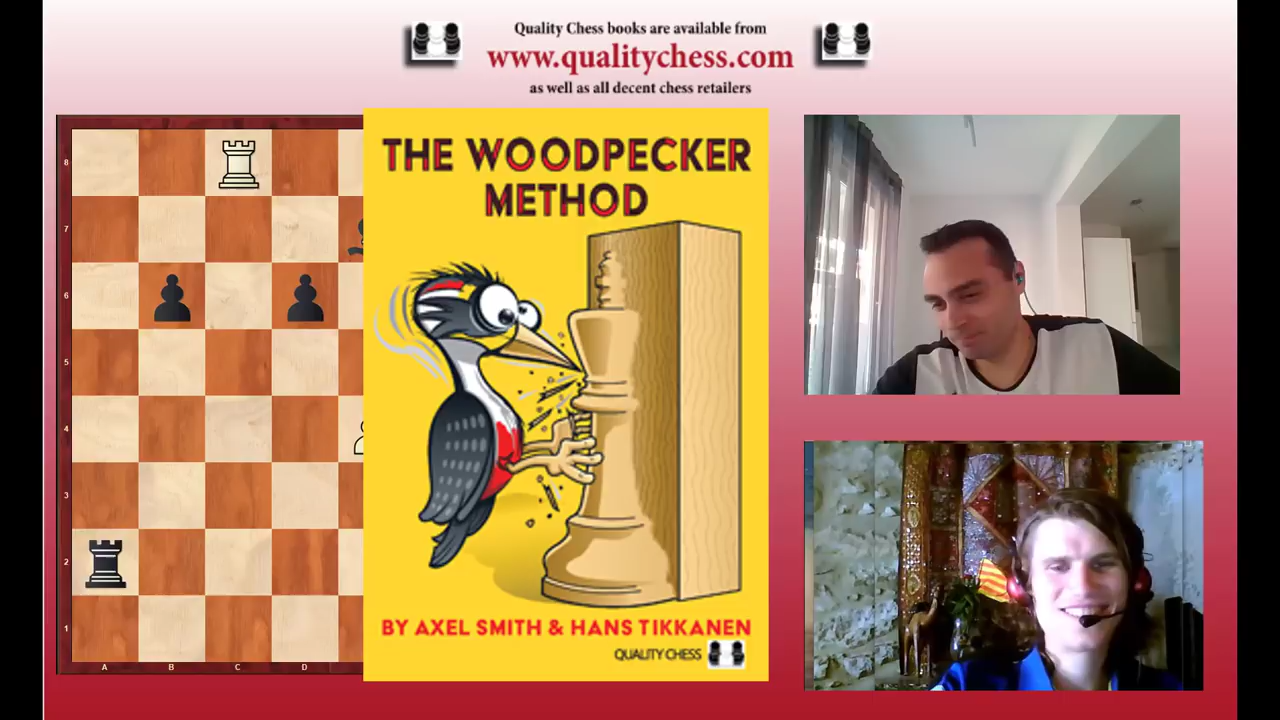 Quality Chess books are available from
www.qualitychess.com
as well as all decent chess retailers
THE WOODPECKER
METHOD
BY AXEL SMITH & HANS TIKKANEN
QUALITY CHESS
8
7
6
5
4
3
2
1
A B C D